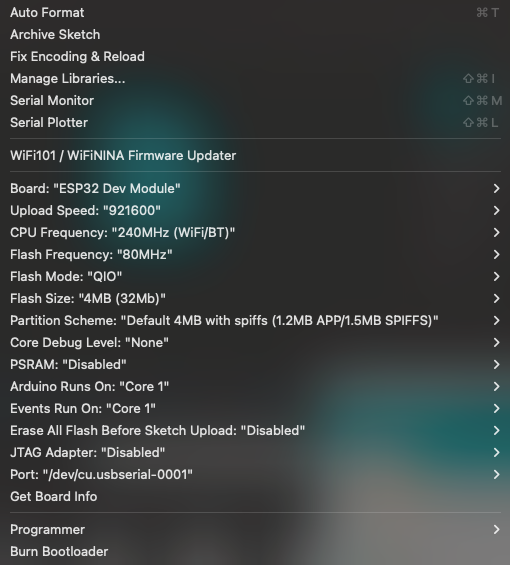 Auto Format ⌘ T
Archive Sketch
Fix Encoding & Reload
Manage Libraries... ⇧⌘ I
Serial Monitor ⇧⌘ M
Serial Plotter ⇧⌘ L
WiFi101 / WiFiNINA Firmware Updater
Board: "ESP32 Dev Module"
Upload Speed: "921600"
CPU Frequency: "240MHz (WiFi/BT)"
Flash Frequency: "80MHz"
Flash Mode: "QIO"
Flash Size: "4MB (32Mb)"
Partition Scheme: "Default 4MB with spiffs (1.2MB APP/1.5MB SPIFFS)"
Core Debug Level: "None"
PSRAM: "Disabled"
Arduino Runs On: "Core 1"
Events Run On: "Core 1"
Erase All Flash Before Sketch Upload: "Disabled"
JTAG Adapter: "Disabled"
Port: "/dev/cu.usbserial-0001"
Get Board Info
Programmer
Burn Bootloader